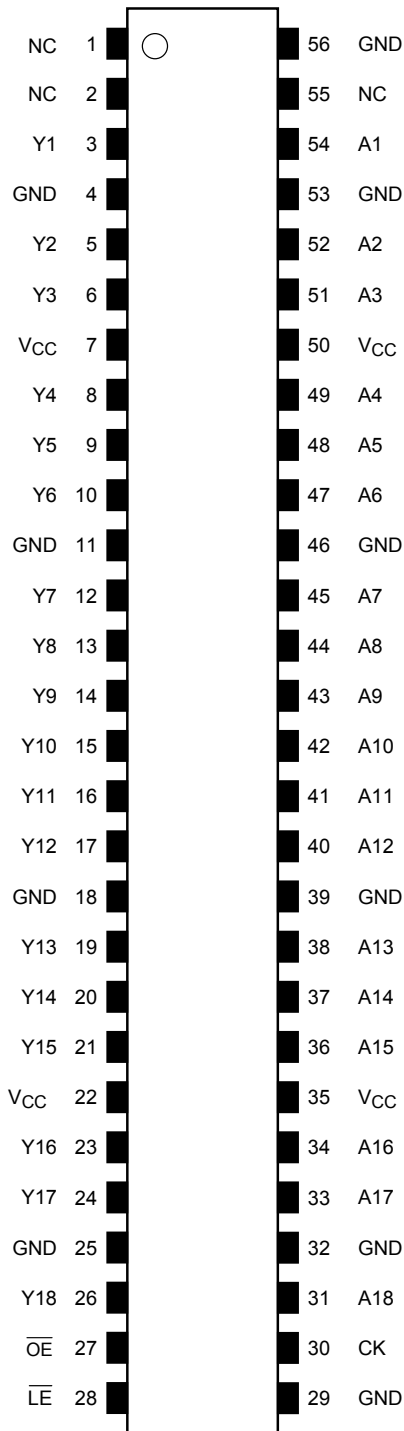 NC 1 56 GND
NC 2 55 NC
Y1 3 54 A1
GND 4 53 GND
Y2 5 52 A2
Y3 6 51 A3
VCC 7 50 VCC
Y4 8 49 A4
Y5 9 48 A5
Y6 10 47 A6
GND 11 46 GND
Y7 12 45 A7
Y8 13 44 A8
Y9 14 43 A9
Y10 15 42 A10
Y11 16 41 A11
Y12 17 40 A12
GND 18 39 GND
Y13 19 38 A13
Y14 20 37 A14
Y15 21 36 A15
VCC 22 35 VCC
Y16 23 34 A16
Y17 24 33 A17
GND 25 32 GND
Y18 26 31 A18
O̅E̅ 27 30 CK
L̅E̅ 28 29 GND